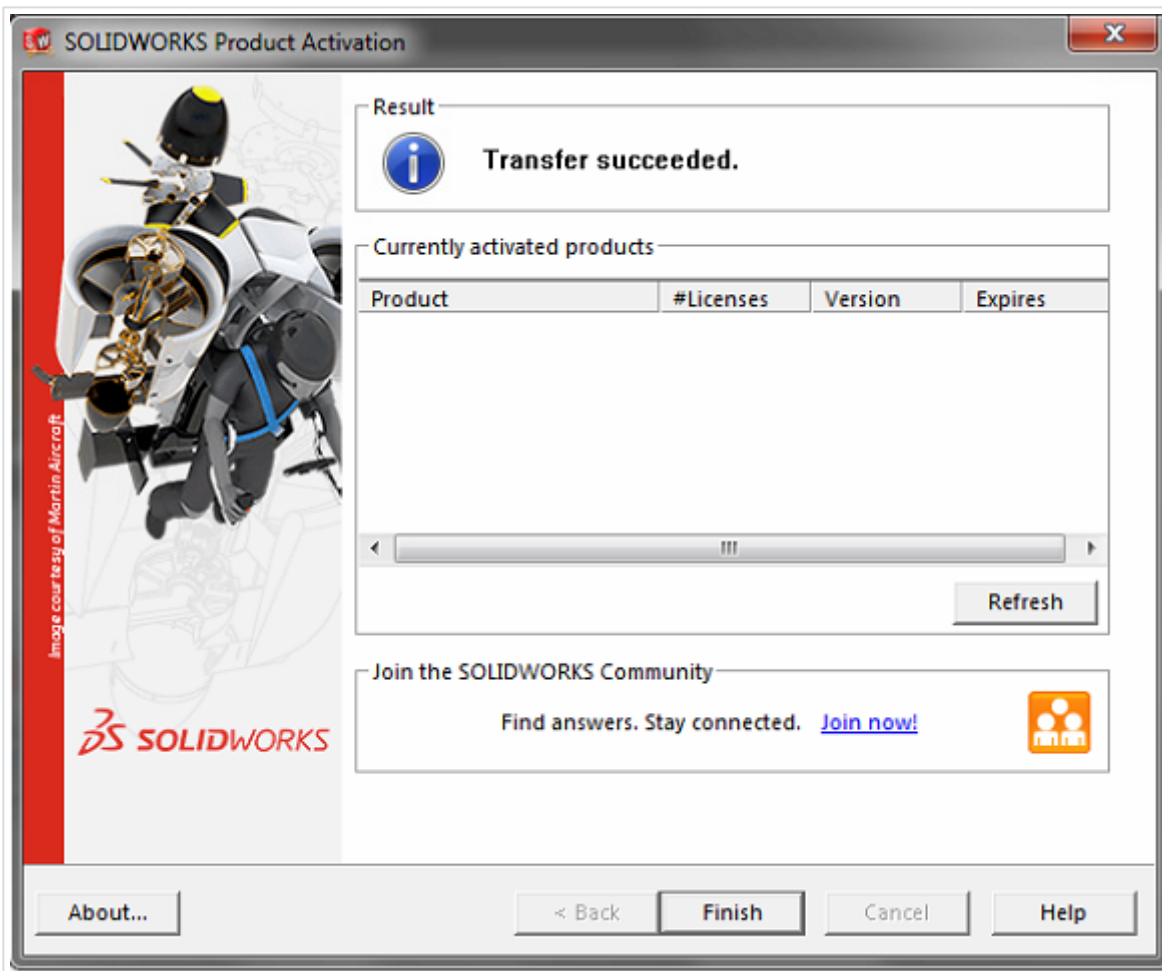 SOLIDWORKS Product Activation
Result
Transfer succeeded.
Currently activated products
Product #Licenses Version Expires
Refresh
Join the SOLIDWORKS Community
Find answers. Stay connected. Join now!
Image courtesy of Martin Aircraft
SOLIDWORKS
About... < Back Finish Cancel Help